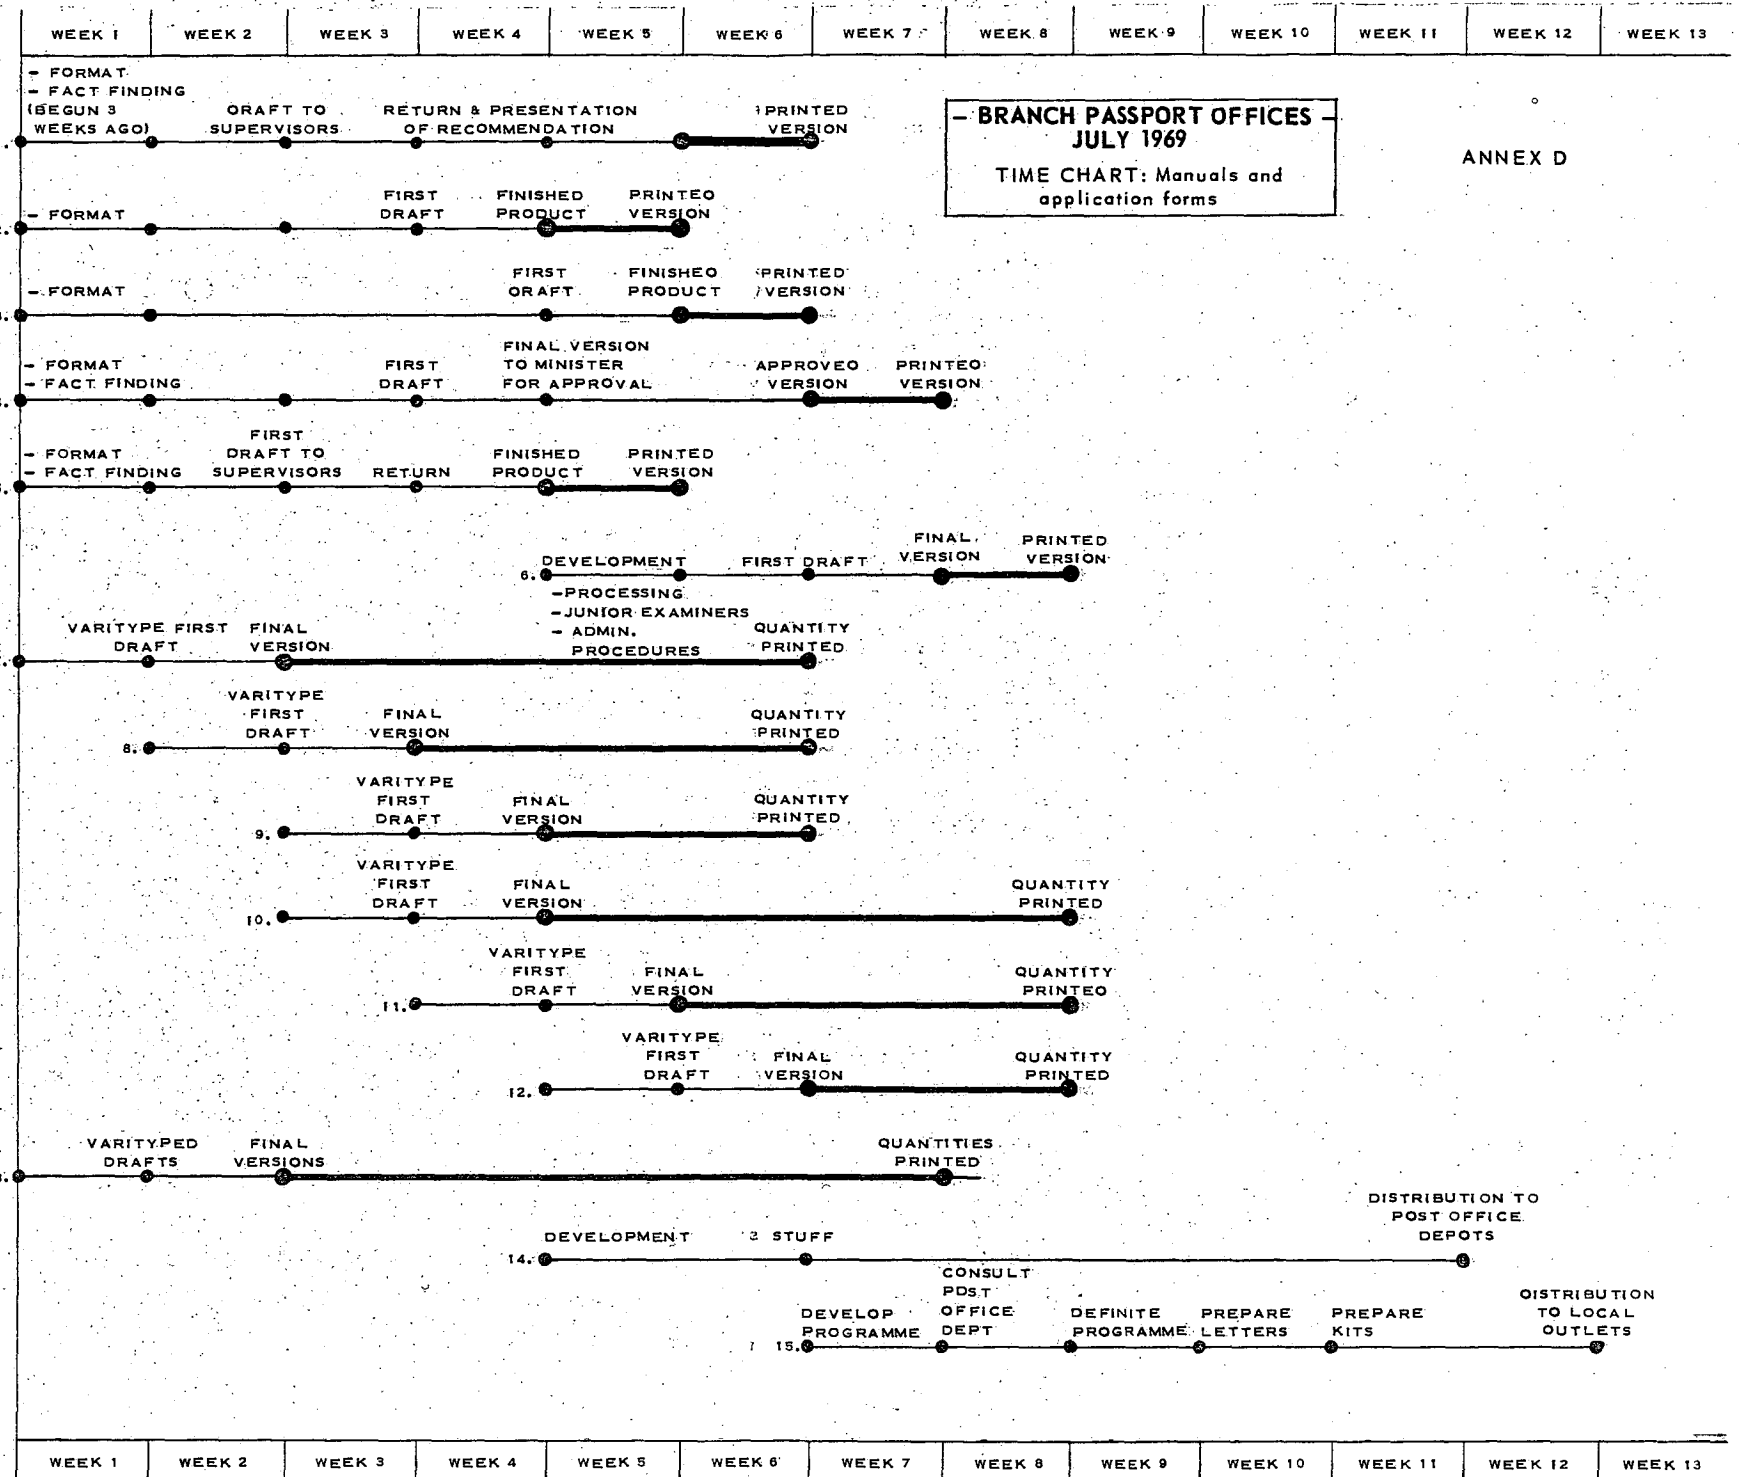 WEEK 1 WEEK 2 WEEK 3 WEEK 4 WEEK 5 WEEK 6 WEEK 7 WEEK 8 WEEK 9 WEEK 10 WEEK 11 WEEK 12 WEEK 13
- BRANCH PASSPORT OFFICES -
JULY 1969
TIME CHART: Manuals and
application forms
ANNEX D
- FORMAT
- FACT FINDING
(BEGUN 3
WEEKS AGO)
DRAFT TO
SUPERVISORS
RETURN & PRESENTATION
OF RECOMMENDATION
PRINTED
VERSION
- FORMAT
FIRST
DRAFT
FINISHED
PRODUCT
PRINTED
VERSION
- FORMAT
FIRST
DRAFT
FINISHED
PRODUCT
PRINTED
VERSION
- FORMAT
- FACT FINDING
FIRST
DRAFT
FINAL VERSION
TO MINISTER
FOR APPROVAL
APPROVED
VERSION
PRINTED
VERSION
- FORMAT
- FACT FINDING
FIRST
DRAFT TO
SUPERVISORS
RETURN
FINISHED
PRODUCT
PRINTED
VERSION
6. DEVELOPMENT
-PROCESSING
-JUNIOR EXAMINERS
- ADMIN.
PROCEDURES
FIRST DRAFT
FINAL
VERSION
PRINTED
VERSION
VARITYPE FIRST
DRAFT
FINAL
VERSION
QUANTITY
PRINTED
8.
VARITYPE
FIRST
DRAFT
FINAL
VERSION
QUANTITY
PRINTED
9.
VARITYPE
FIRST
DRAFT
FINAL
VERSION
QUANTITY
PRINTED
10.
VARITYPE
FIRST
DRAFT
FINAL
VERSION
QUANTITY
PRINTED
11.
VARITYPE
FIRST
DRAFT
FINAL
VERSION
QUANTITY
PRINTED
12.
VARITYPE
FIRST
DRAFT
FINAL
VERSION
QUANTITY
PRINTED
VARITYPED
DRAFTS
FINAL
VERSIONS
QUANTITIES
PRINTED
14.
DEVELOPMENT
2 STUFF
DISTRIBUTION TO
POST OFFICE
DEPOTS
15.
DEVELOP
PROGRAMME
CONSULT
POST
OFFICE
DEPT
DEFINITE
PROGRAMME
PREPARE
LETTERS
PREPARE
KITS
DISTRIBUTION
TO LOCAL
OUTLETS
WEEK 1 WEEK 2 WEEK 3 WEEK 4 WEEK 5 WEEK 6 WEEK 7 WEEK 8 WEEK 9 WEEK 10 WEEK 11 WEEK 12 WEEK 13